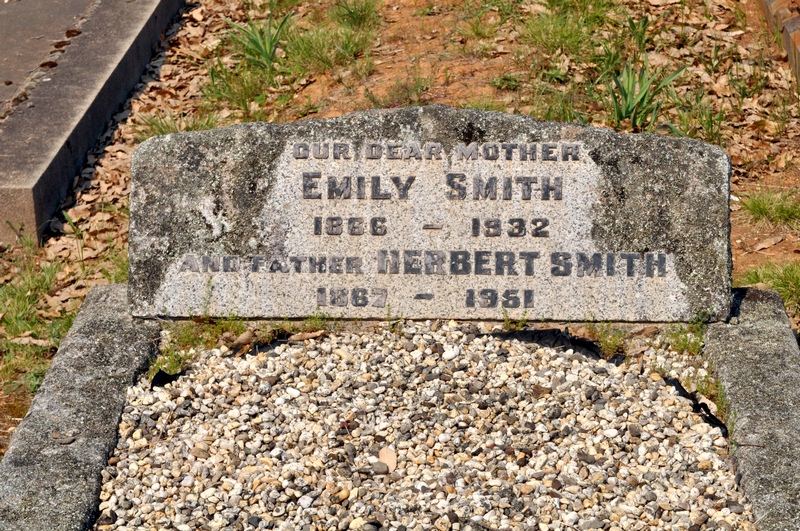 OUR DEAR MOTHER
EMILY SMITH
1866 – 1932
AND FATHER HERBERT SMITH
1867 – 1951